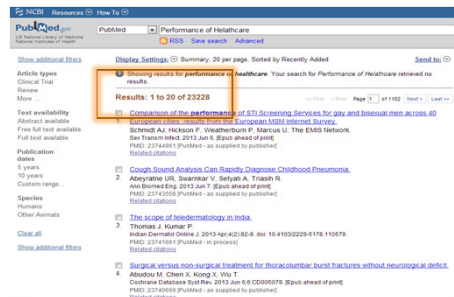 NCBI Resources How To
PubMed.gov PubMed Performance of Helathcare
US National Library of Medicine
National Institutes of Health
RSS Save search Advanced
Show additional filters
Display Settings: Summary, 20 per page, Sorted by Recently Added Send to:
Article types
Clinical Trial
Review
More ...
Showing results for performance of healthcare. Your search for Performance of Helathcare retrieved no
results.
Results: 1 to 20 of 23228
<< First < Prev Page 1 of 1162 Next > Last >>
Text availability
Abstract available
Free full text available
Full text available
Comparison of the performance of STI Screening Services for gay and bisexual men across 40
European cities: results from the European MSM Internet Survey.
Schmidt AJ, Hickson F, Weatherburn P, Marcus U; The EMIS Network.
Sex Transm Infect. 2013 Jun 6. [Epub ahead of print]
PMID: 23744961 [PubMed - as supplied by publisher]
Related citations
Publication
dates
5 years
10 years
Custom range...
Cough Sound Analysis Can Rapidly Diagnose Childhood Pneumonia.
2. Abeyratne UR, Swarnkar V, Setyati A, Triasih R.
Ann Biomed Eng. 2013 Jun 7. [Epub ahead of print]
PMID: 23743558 [PubMed - as supplied by publisher]
Related citations
Species
Humans
Other Animals
Clear all
Show additional filters
The scope of teledermatology in India.
3. Thomas J, Kumar P.
Indian Dermatol Online J. 2013 Apr;4(2):82-9. doi: 10.4103/2229-5178.110579.
PMID: 23741661 [PubMed - in process]
Related citations
Surgical versus non-surgical treatment for thoracolumbar burst fractures without neurological deficit.
4. Abudou M, Chen X, Kong X, Wu T.
Cochrane Database Syst Rev. 2013 Jun 6;6:CD005079. [Epub ahead of print]
PMID: 23740669 [PubMed - as supplied by publisher]